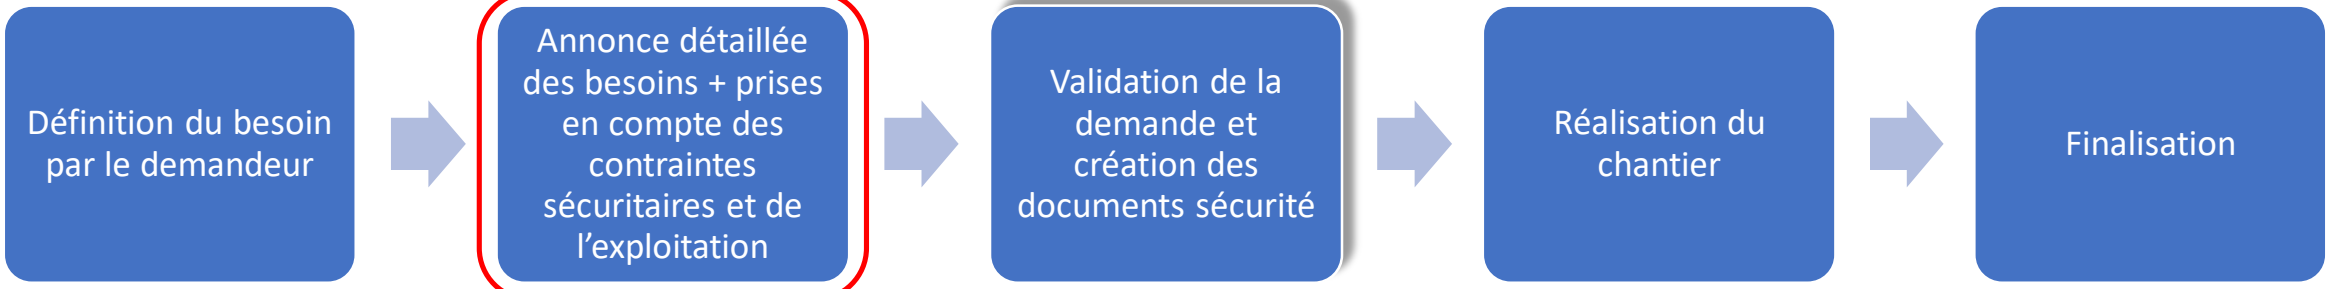 Définition du besoin
par le demandeur
Annonce détaillée
des besoins + prises
en compte des
contraintes
sécuritaires et de
l’exploitation
Validation de la
demande et
création des
documents sécurité
Réalisation du
chantier
Finalisation